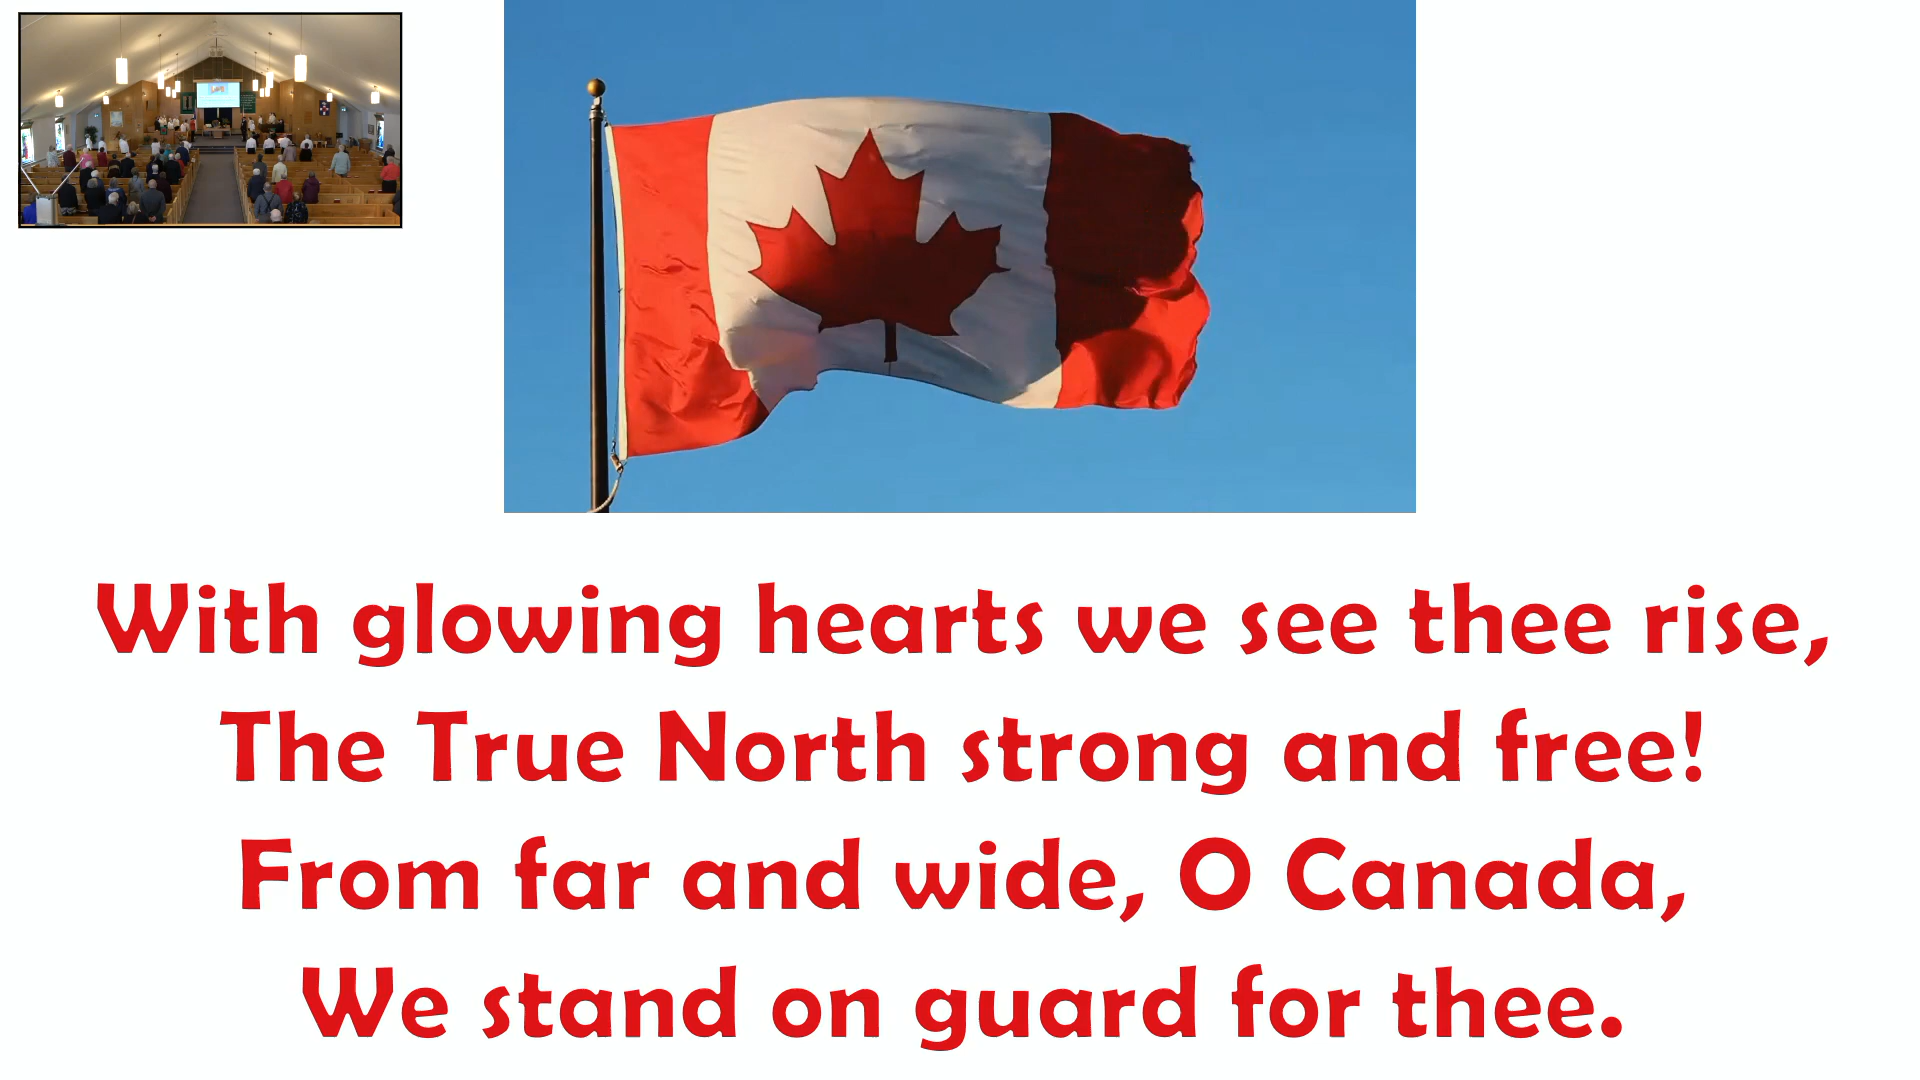 With glowing hearts we see thee rise,
The True North strong and free!
From far and wide, O Canada,
We stand on guard for thee.